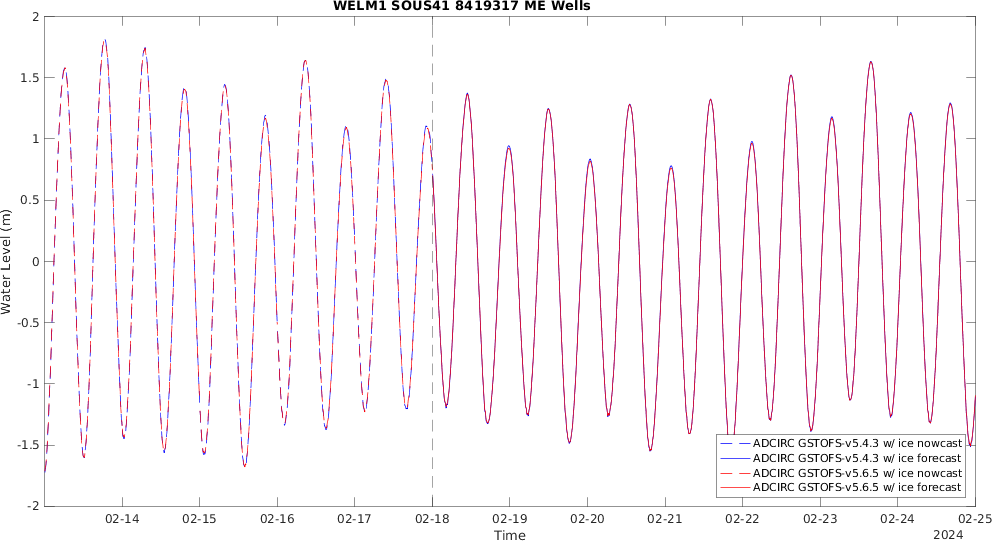 WELM1 SOUS41 8419317 ME Wells
2
1.5
1
0.5
0
-0.5
-1
-1.5
-2
Water Level (m)
ADCIRC GSTOFS-v5.4.3 w/ ice nowcast
ADCIRC GSTOFS-v5.4.3 w/ ice forecast
ADCIRC GSTOFS-v5.6.5 w/ ice nowcast
ADCIRC GSTOFS-v5.6.5 w/ ice forecast
02-14 02-15 02-16 02-17 02-18 02-19 02-20 02-21 02-22 02-23 02-24 02-25
Time
2024